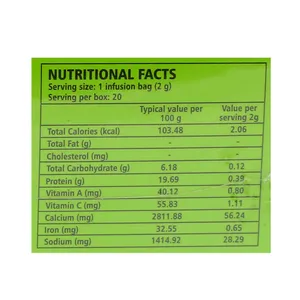 NUTRITIONAL FACTS
Serving size: 1 infusion bag (2 g)
Serving per box: 20
Typical value per 100 g Value per serving 2g
Total Calories (kcal) 103.48 2.06
Total Fat (g) - -
Cholesterol (mg) - -
Total Carbohydrate (g) 6.18 0.12
Protein (g) 19.69 0.39
Vitamin A (mg) 40.12 0.80
Vitamin C (mg) 55.83 1.11
Calcium (mg) 2811.88 56.24
Iron (mg) 32.55 0.65
Sodium (mg) 1414.92 28.29